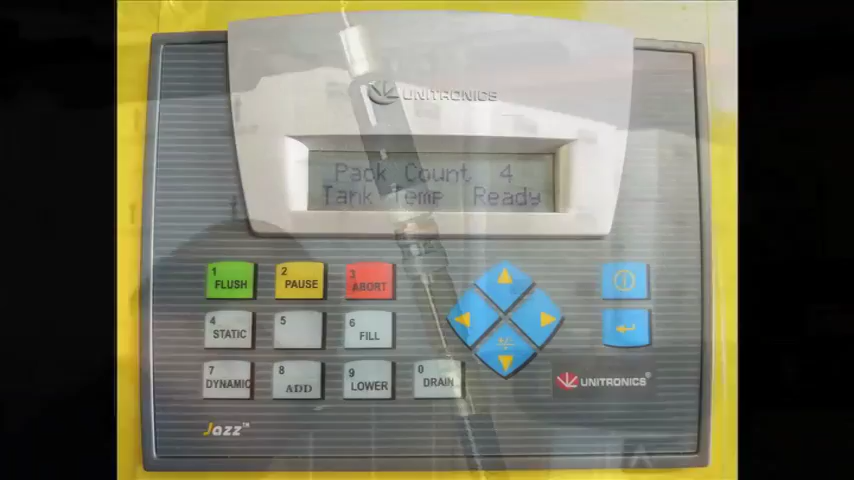 UNITRONICS
Pack Count 4
Tank Temp Ready
1 FLUSH
2 PAUSE
3 ABORT
4 STATIC
5
6 FILL
7 DYNAMIC
8 ADD
9 LOWER
0 DRAIN
+/-
UNITRONICS®
Jazz™